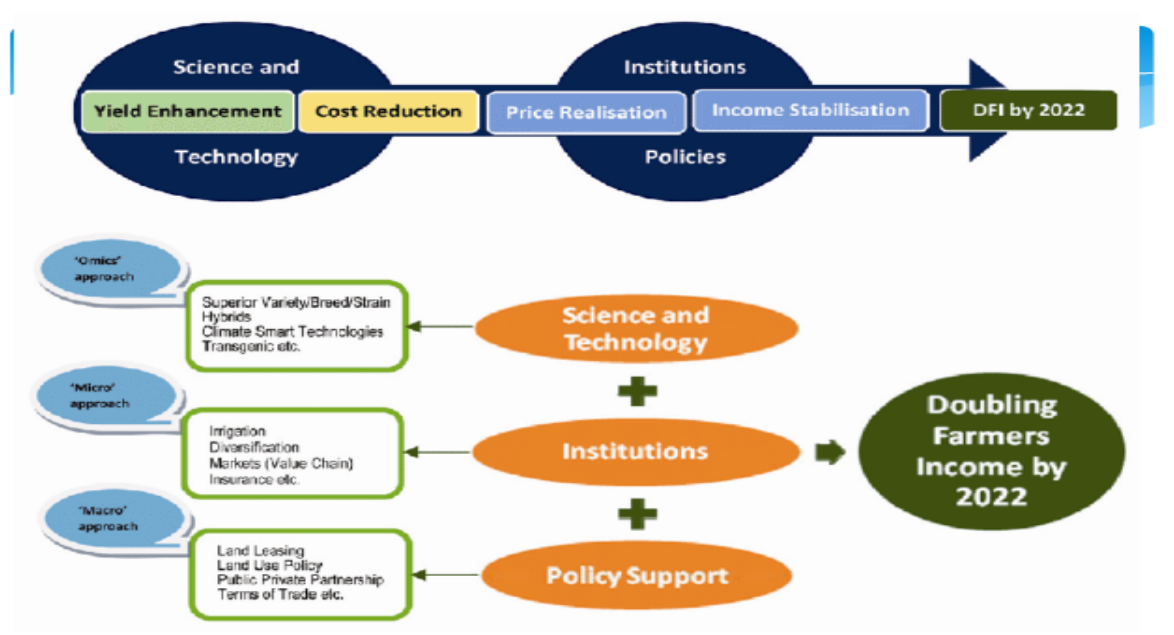 Science and
Institutions
Yield Enhancement
Cost Reduction
Price Realisation
Income Stabilisation
DFI by 2022
Technology
Policies
'Omics'
approach
Superior Variety/Breed/Strain
Hybrids
Climate Smart Technologies
Transgenic etc.
Science and
Technology
'Micro'
approach
Irrigation
Diversification
Markets (Value Chain)
Insurance etc.
Institutions
Doubling
Farmers
Income by
2022
'Macro'
approach
Land Leasing
Land Use Policy
Public Private Partnership
Terms of Trade etc.
Policy Support